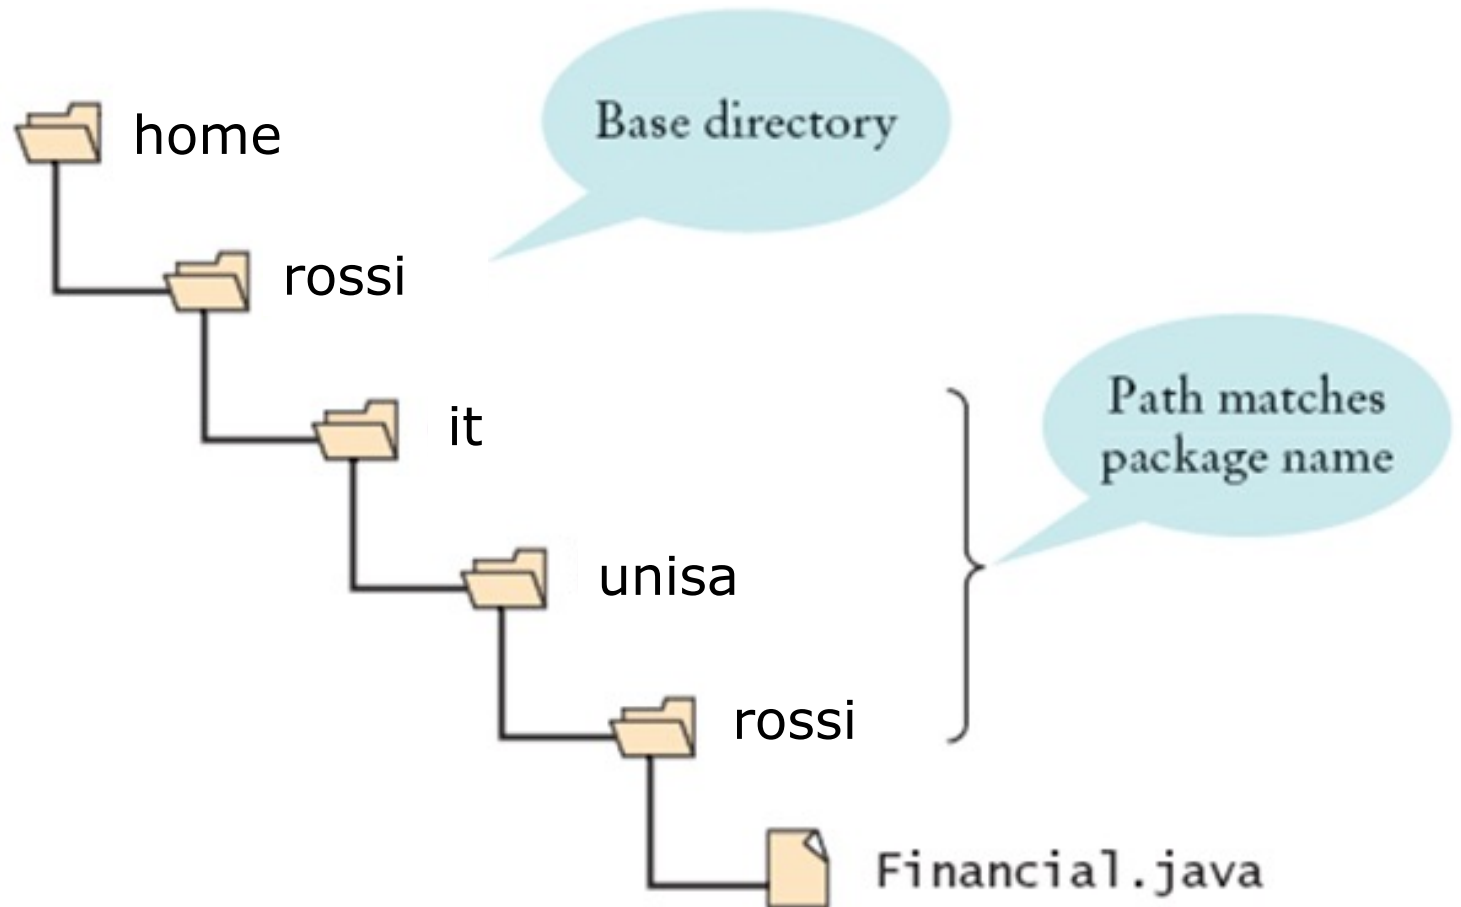 Base directory
home
rossi
Path matches
package name
it
unisa
rossi
Financial.java